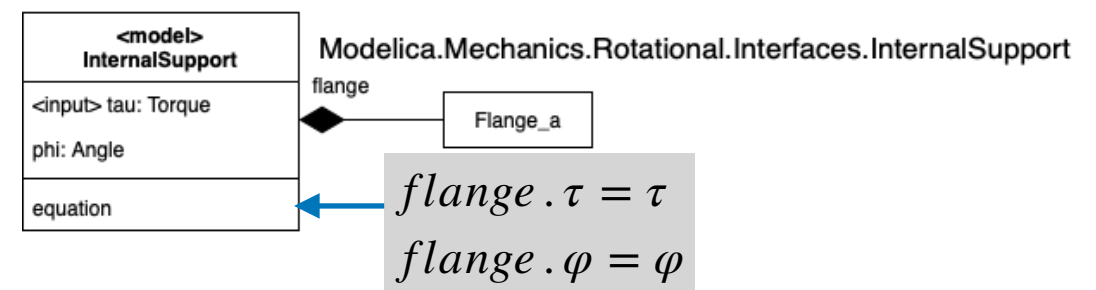 <model>
InternalSupport
Modelica.Mechanics.Rotational.Interfaces.InternalSupport
<input> tau: Torque
phi: Angle
flange
Flange_a
equation
flange . τ = τ
flange . φ = φ